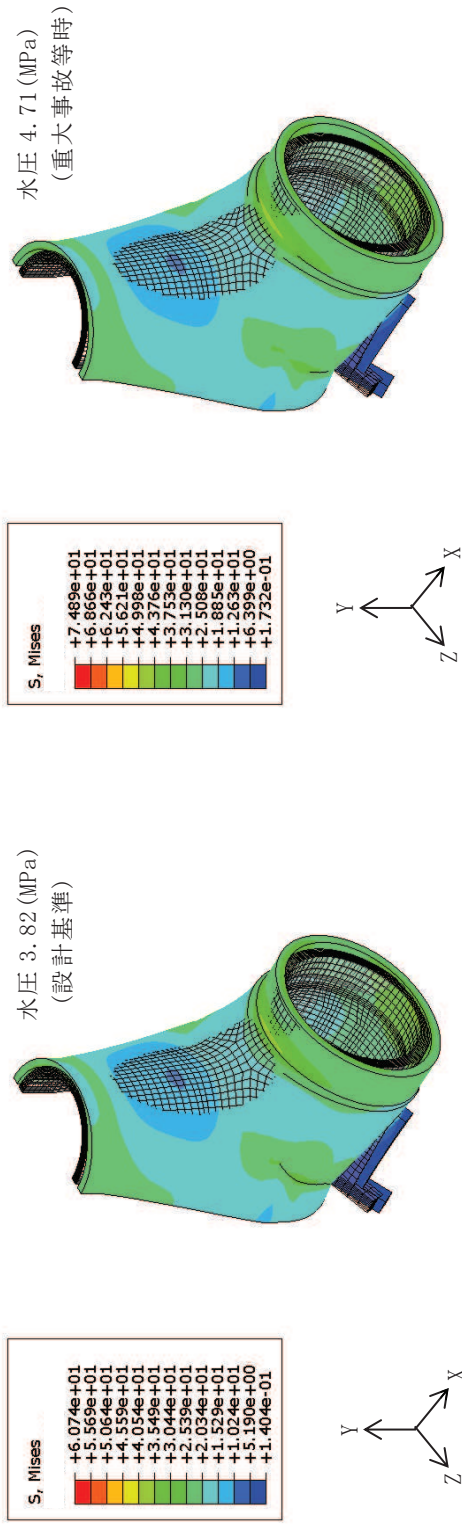 水圧 3.82(MPa)
(設計基準)
S, Mises
+6.074e+01
+5.569e+01
+5.064e+01
+4.559e+01
+4.054e+01
+3.549e+01
+3.044e+01
+2.539e+01
+2.034e+01
+1.529e+01
+1.024e+01
+5.190e+00
+1.404e-01
Y
Z
X
水圧 4.71(MPa)
(重大事故等時)
S, Mises
+7.489e+01
+6.866e+01
+6.243e+01
+5.621e+01
+4.998e+01
+4.376e+01
+3.753e+01
+3.130e+01
+2.508e+01
+1.885e+01
+1.263e+01
+6.399e+00
+1.732e-01
Y
Z
X